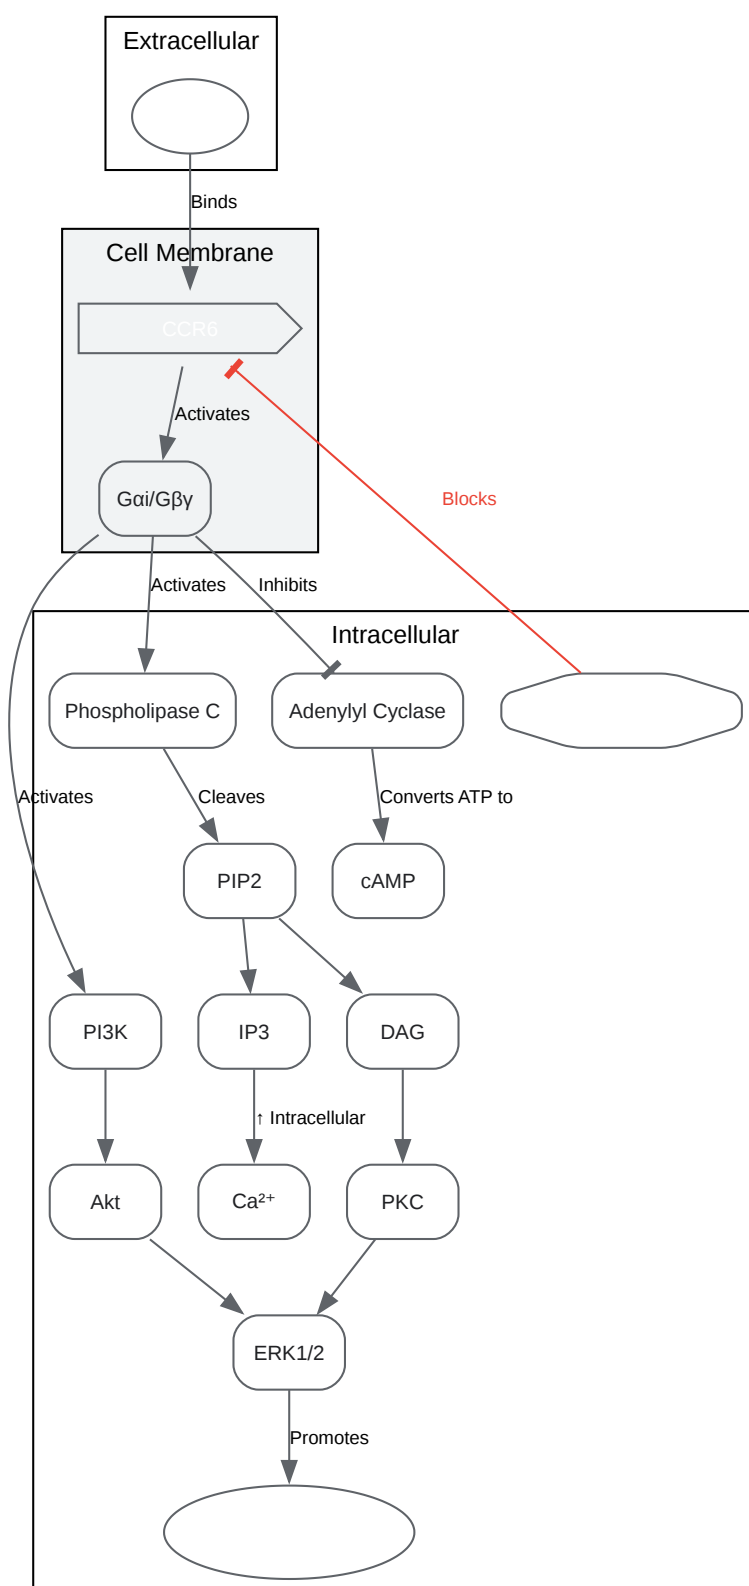 Extracellular
Binds
Cell Membrane
CCR6
Activates
Gαi/Gβγ
Blocks
Activates
Inhibits
Intracellular
Phospholipase C
Adenylyl Cyclase
Activates
Cleaves
Converts ATP to
PIP2
cAMP
PI3K
IP3
DAG
↑ Intracellular
Akt
Ca²⁺
PKC
ERK1/2
Promotes